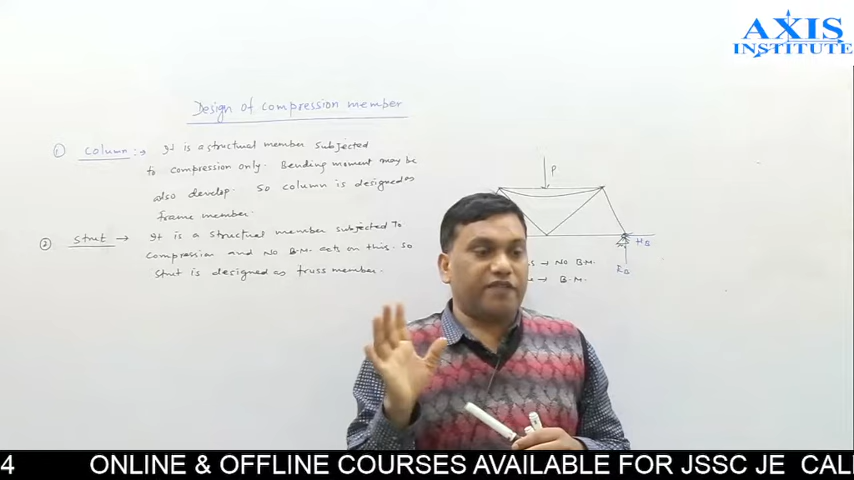 AXIS
INSTITUTE
Design of compression member
① Column :→ It is a structural member subjected
to compression only. Bending moment may be
also develop. So column is designed as
frame member.
② Strut → It is a structural member subjected To
compression and No B.M. acts on this. so
strut is designed as truss member.
P
HB
RB
s → No B.M.
→ B.M.
4 ONLINE & OFFLINE COURSES AVAILABLE FOR JSSC JE CALL